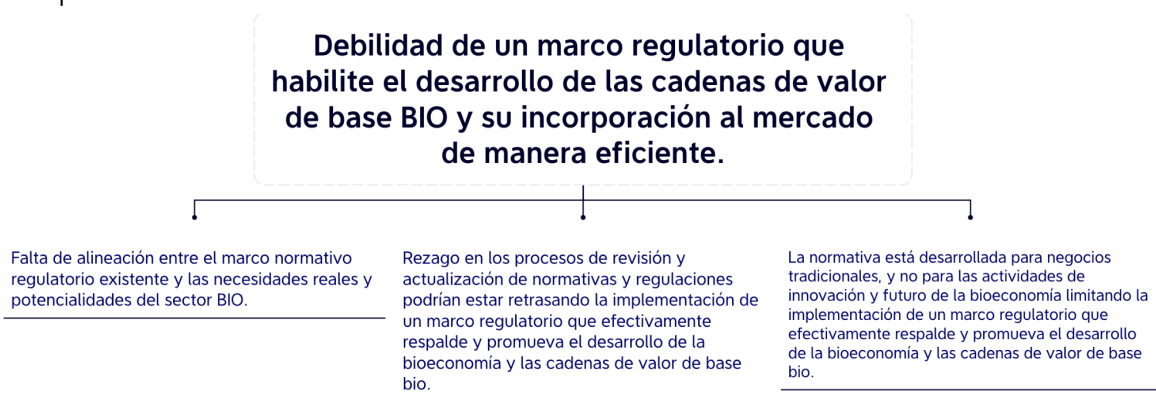 Debilidad de un marco regulatorio que
habilite el desarrollo de las cadenas de valor
de base BIO y su incorporación al mercado
de manera eficiente.
Falta de alineación entre el marco normativo
regulatorio existente y las necesidades reales y
potencialidades del sector BIO.
Rezago en los procesos de revisión y
actualización de normativas y regulaciones
podrían estar retrasando la implementación de
un marco regulatorio que efectivamente
respalde y promueva el desarrollo de la
bioeconomía y las cadenas de valor de base
bio.
La normativa está desarrollada para negocios
tradicionales, y no para las actividades de
innovación y futuro de la bioeconomía limitando la
implementación de un marco regulatorio que
efectivamente respalde y promueva el desarrollo
de la bioeconomía y las cadenas de valor de base
bio.